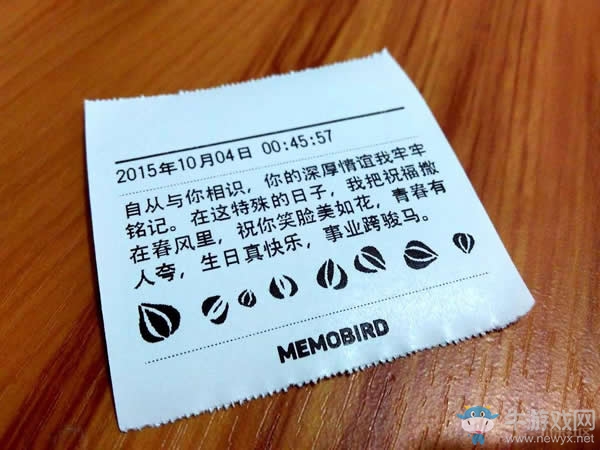 2015年10月04日 00:45:57
自从与你相识，你的深厚情谊我牢牢
铭记。在这特殊的日子，我把祝福撒
在春风里，祝你笑脸美如花，青春有
人夸，生日真快乐，事业跨骏马。
MEMOBIRD
游戏网
www.newyx.net